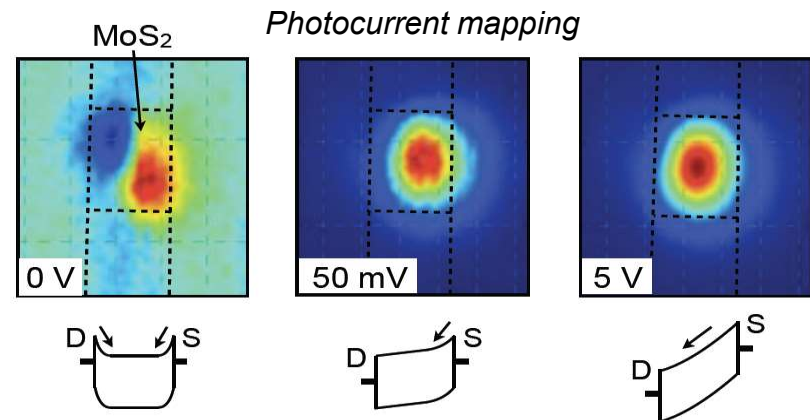 Photocurrent mapping
MoS₂
0 V
50 mV
5 V
D S
D S
D S